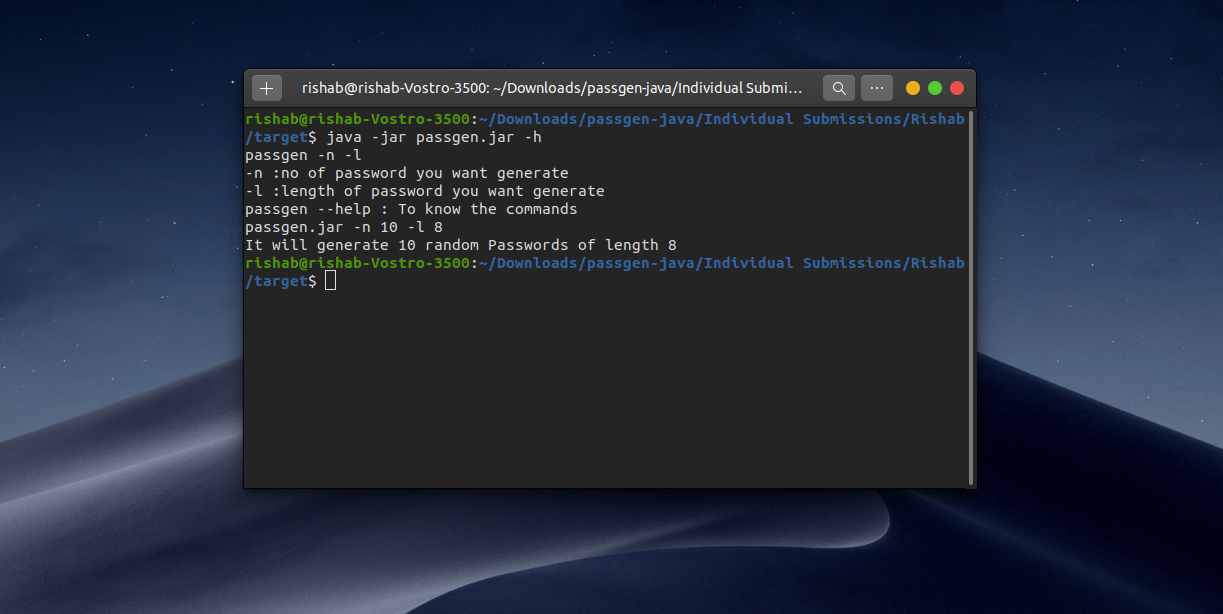 rishab@rishab-Vostro-3500: ~/Downloads/passgen-java/Individual Submi...
rishab@rishab-Vostro-3500:~/Downloads/passgen-java/Individual Submissions/Rishab
/target$ java -jar passgen.jar -h
passgen -n -l
-n :no of password you want generate
-l :length of password you want generate
passgen --help : To know the commands
passgen.jar -n 10 -l 8
It will generate 10 random Passwords of length 8
rishab@rishab-Vostro-3500:~/Downloads/passgen-java/Individual Submissions/Rishab
/target$